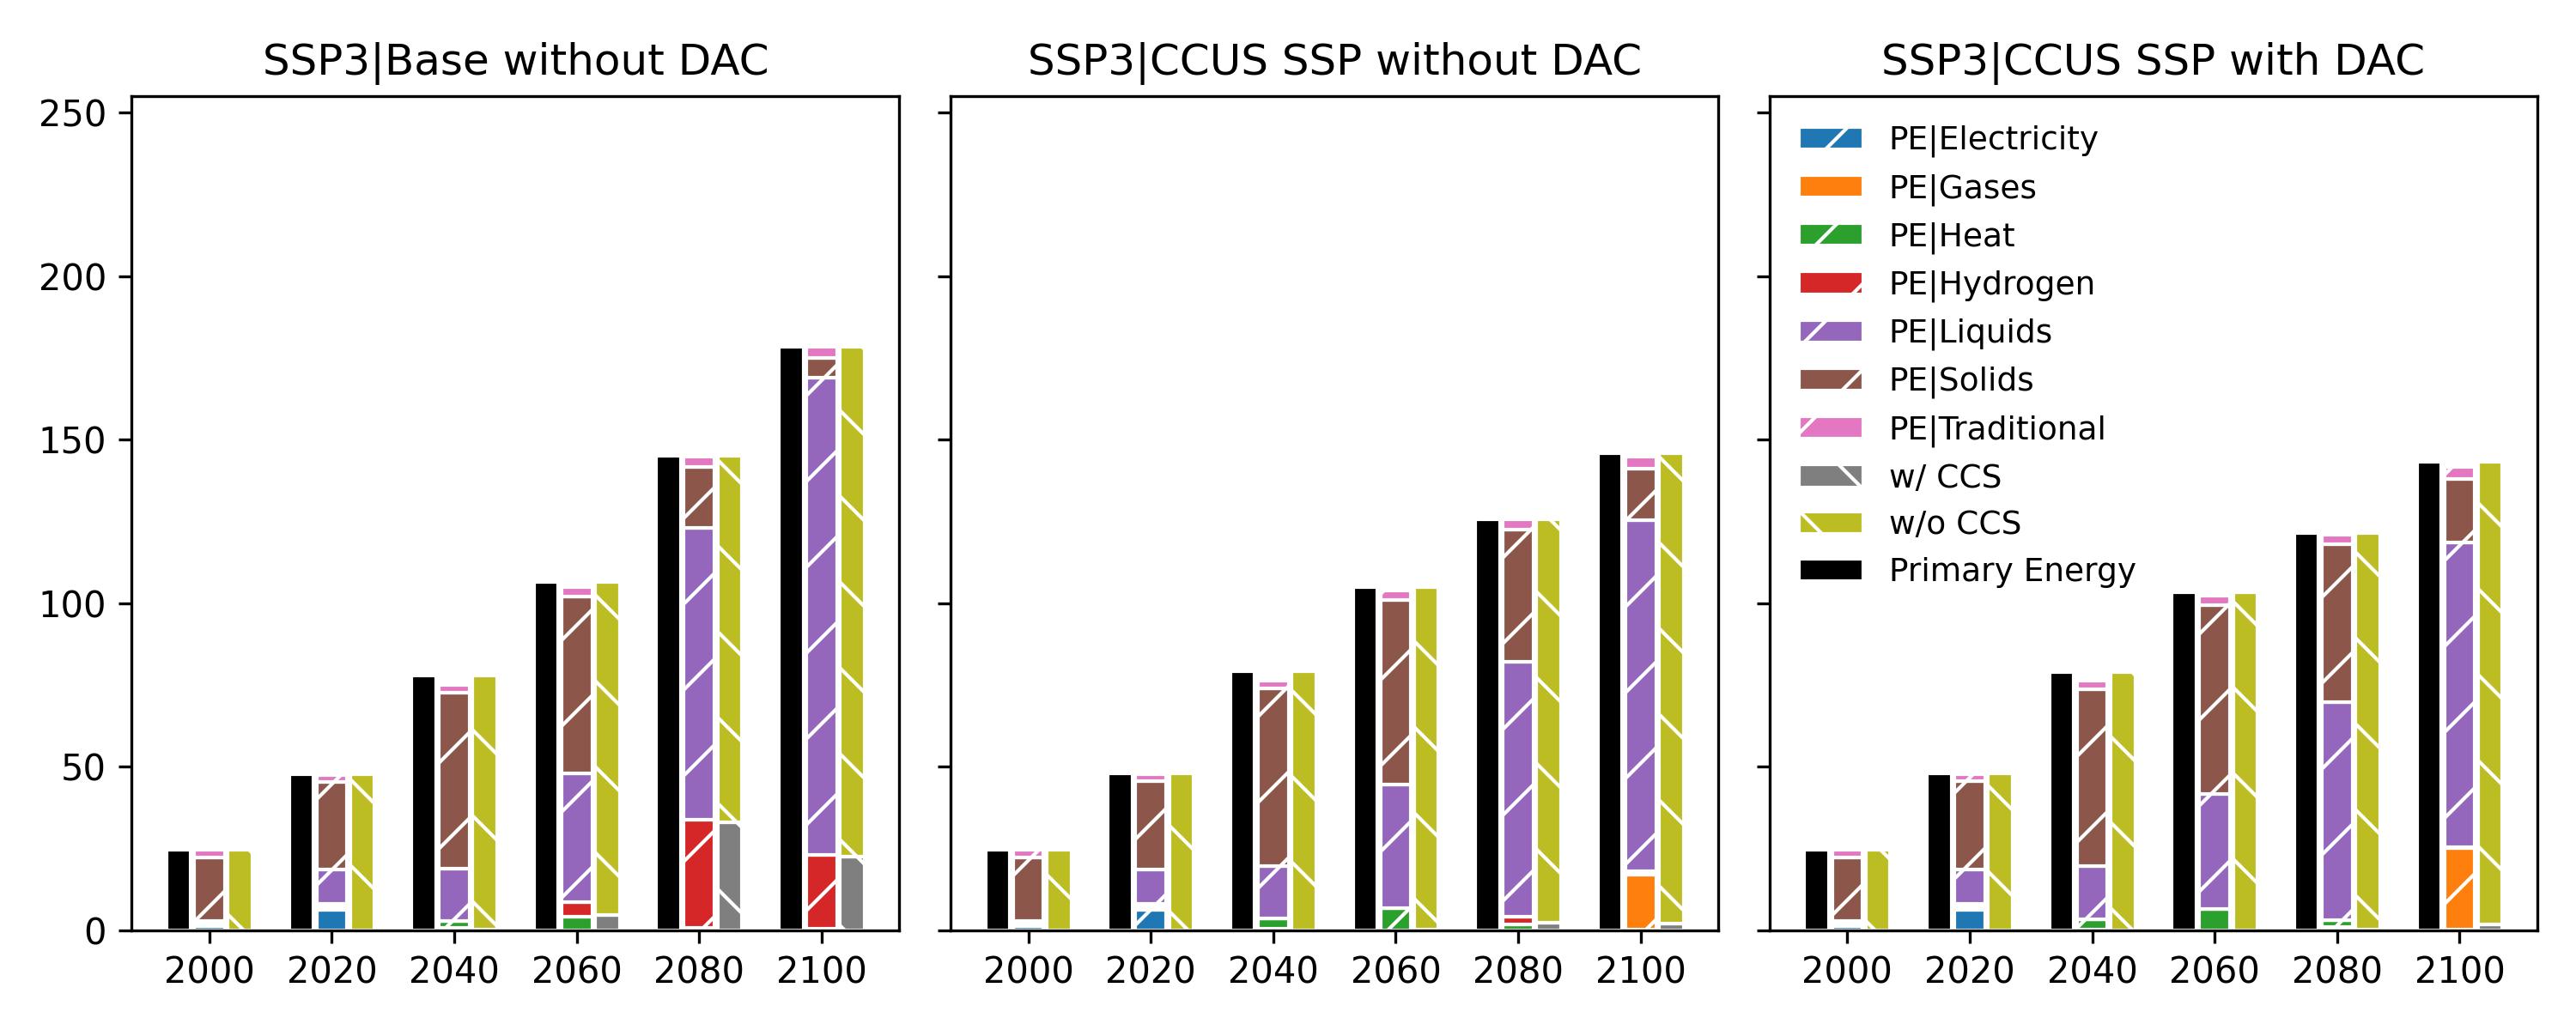 SSP3|Base without DAC
SSP3|CCUS SSP without DAC
SSP3|CCUS SSP with DAC
250
200
150
100
50
0
2000 2020 2040 2060 2080 2100
2000 2020 2040 2060 2080 2100
PE|Electricity
PE|Gases
PE|Heat
PE|Hydrogen
PE|Liquids
PE|Solids
PE|Traditional
w/ CCS
w/o CCS
Primary Energy
2000 2020 2040 2060 2080 2100